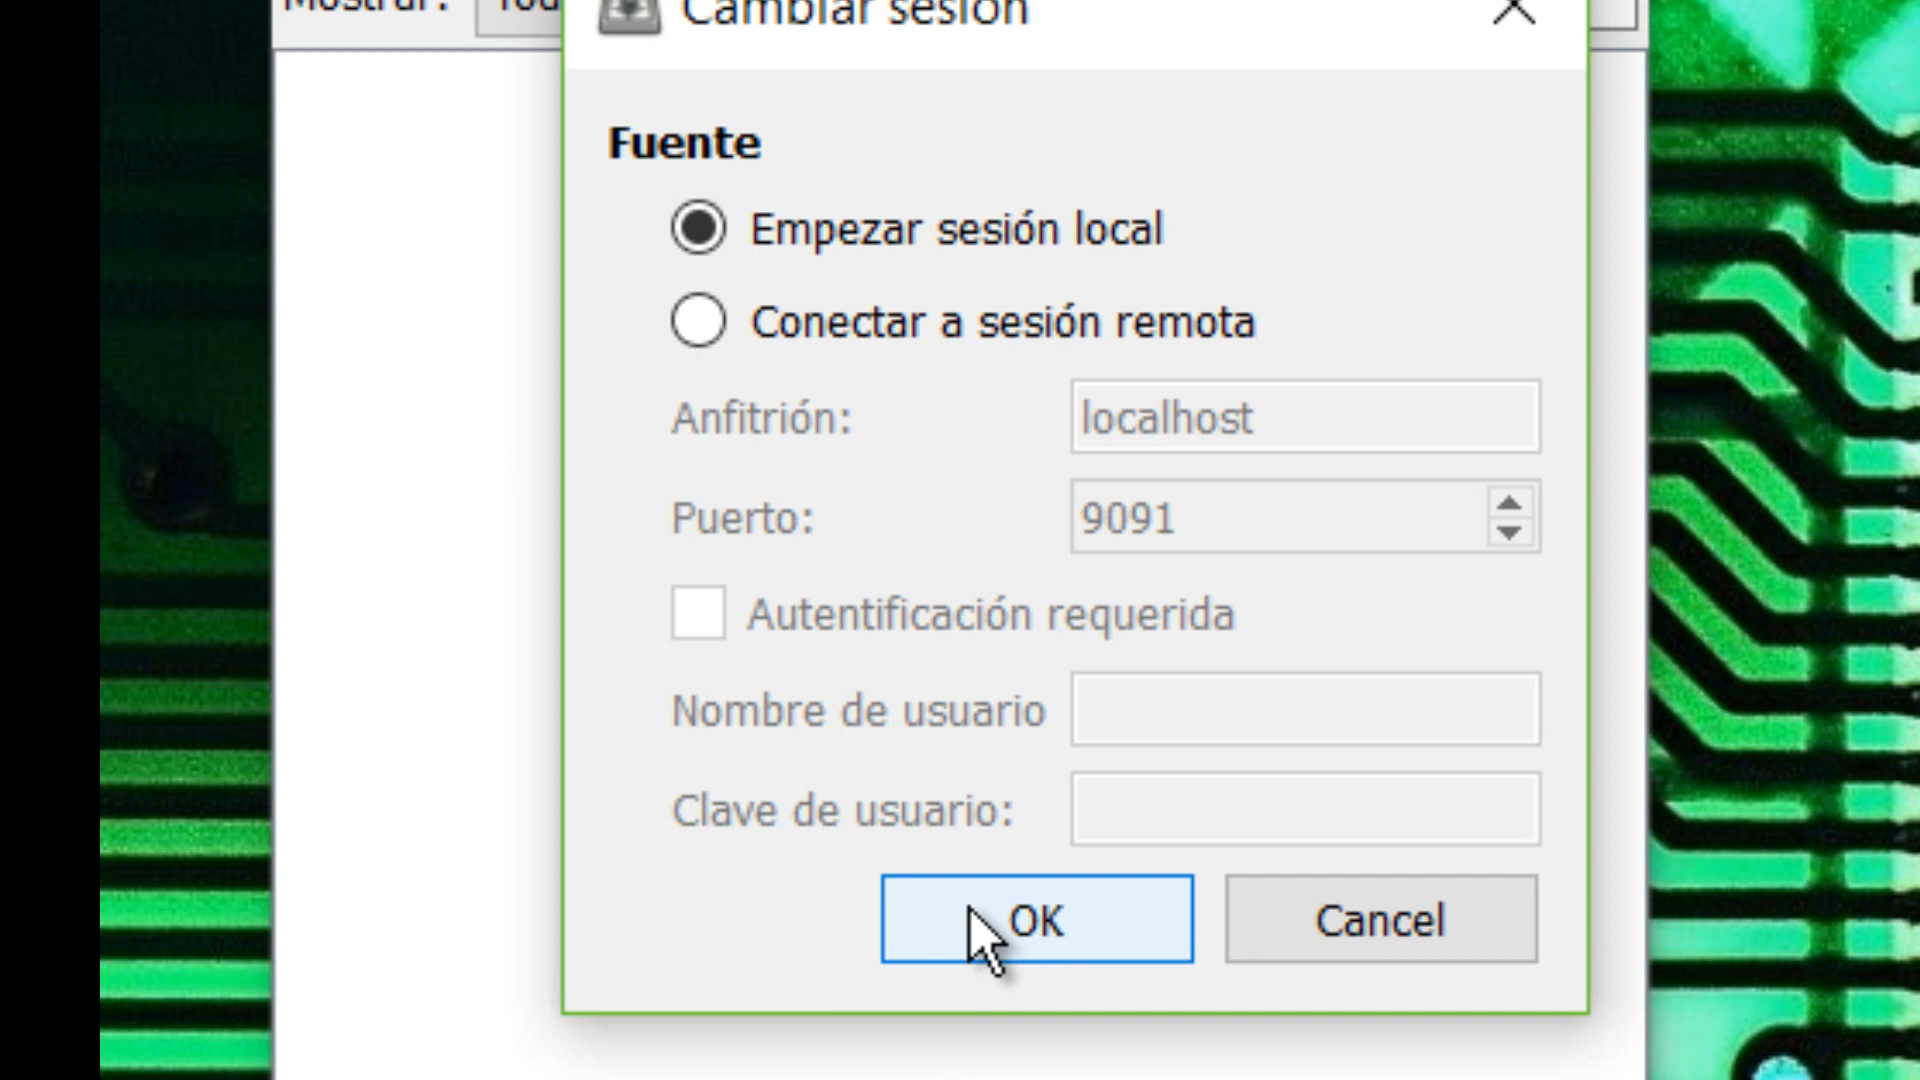 Mostrar:
Cambiar sesión
Fuente
Empezar sesión local
Conectar a sesión remota
Anfitrión: localhost
Puerto: 9091
Autentificación requerida
Nombre de usuario
Clave de usuario:
OK Cancel